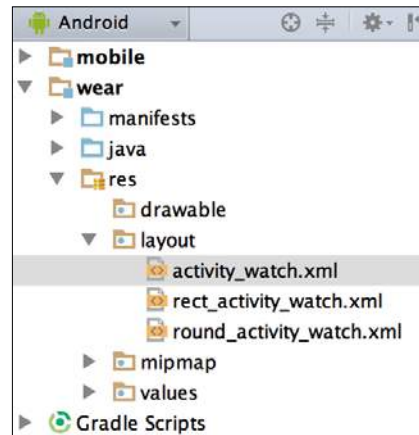 Android
mobile
wear
manifests
java
res
drawable
layout
activity_watch.xml
rect_activity_watch.xml
round_activity_watch.xml
mipmap
values
Gradle Scripts